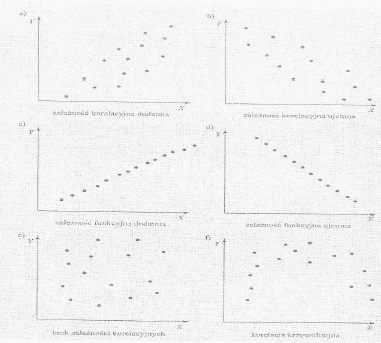 a) Y
X
zależność korelacyjna dodatnia
b) Y
X
zależność korelacyjna ujemna
c) Y
X
zależność funkcyjna dodatnia
d) Y
X
zależność funkcyjna ujemna
e) Y
X
brak zależności korelacyjnych
f) Y
X
korelacja krzywoliniowa